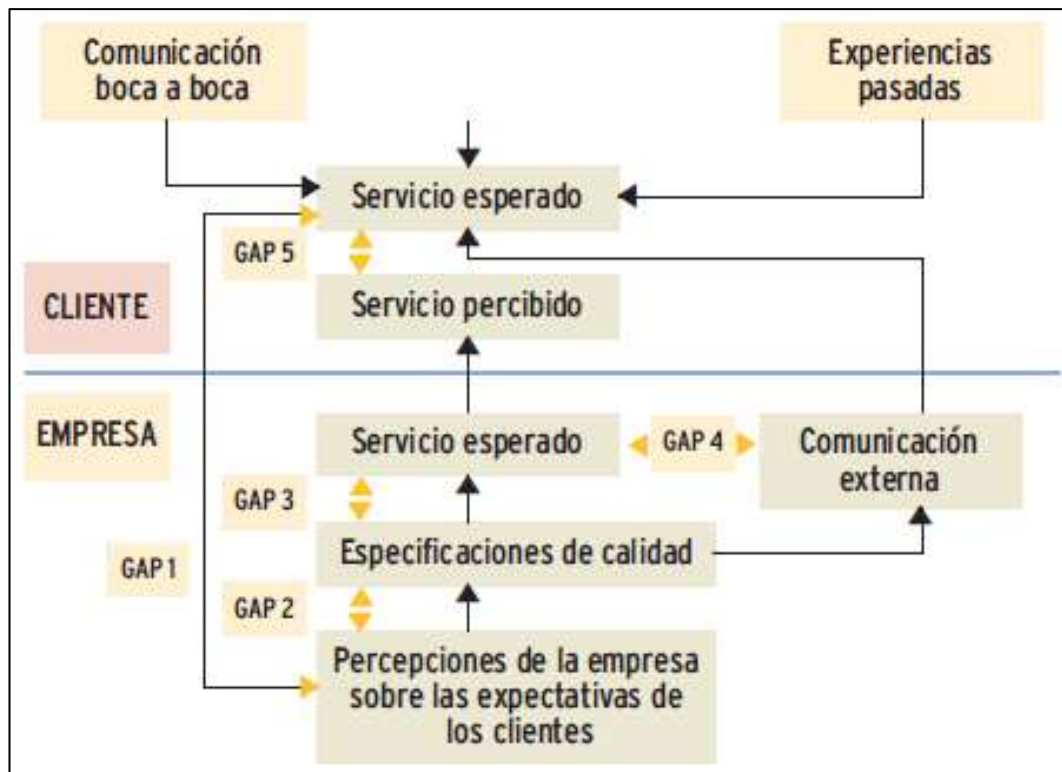 Comunicación
boca a boca
Experiencias
pasadas
Servicio esperado
GAP 5
CLIENTE
Servicio percibido
EMPRESA
Servicio esperado
GAP 4
Comunicación
externa
GAP 3
Especificaciones de calidad
GAP 1
GAP 2
Percepciones de la empresa
sobre las expectativas de
los clientes